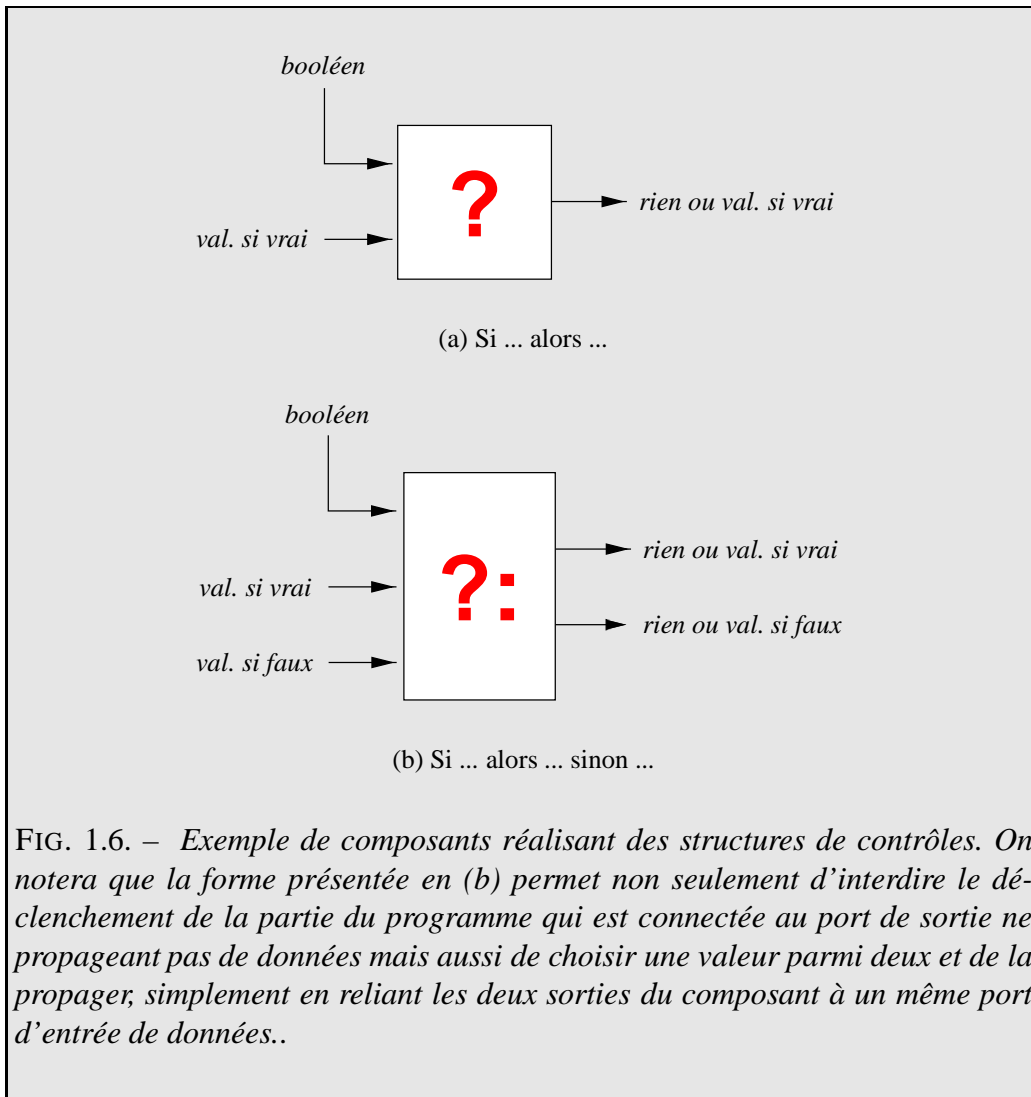 booléen
?
rien ou val. si vrai
val. si vrai
(a) Si ... alors ...
booléen
rien ou val. si vrai
val. si vrai
?:
rien ou val. si faux
val. si faux
(b) Si ... alors ... sinon ...
FIG. 1.6. – Exemple de composants réalisant des structures de contrôles. On
notera que la forme présentée en (b) permet non seulement d'interdire le dé-
clenchement de la partie du programme qui est connectée au port de sortie ne
propageant pas de données mais aussi de choisir une valeur parmi deux et de la
propager, simplement en reliant les deux sorties du composant à un même port
d'entrée de données..